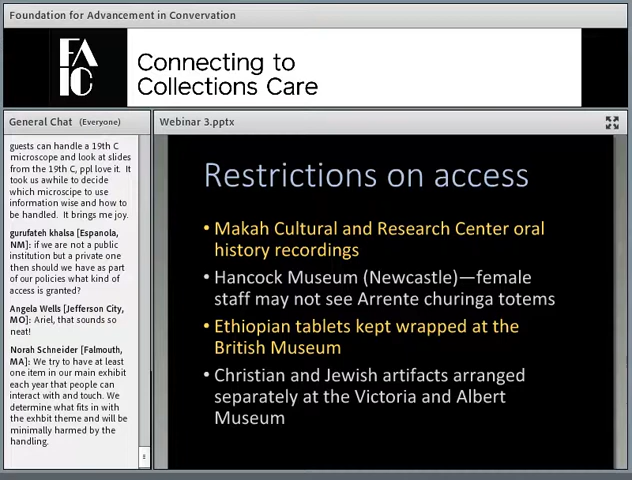 Foundation for Advancement in Convervation
FA
IC
Connecting to
Collections Care
General Chat (Everyone)
guests can handle a 19th C
microscope and look at slides
from the 19th C, ppl love it. It
took us awhile to decide
which microscipe to use
information wise and how to
be handled. It brings me joy.
gurufateh khalsa [Espanola,
NM]: if we are not a public
institution but a private one
then should we have as part
of our policies what kind of
access is granted?
Angela Wells [Jefferson City,
MO]: Ariel, that sounds so
neat!
Norah Schneider [Falmouth,
MA]: We try to have at least
one item in our main exhibit
each year that people can
interact with and touch. We
determine what fits in with
the exhbit theme and will be
minimally harmed by the
handling.
Webinar 3.pptx
Restrictions on access
• Makah Cultural and Research Center oral
history recordings
• Hancock Museum (Newcastle)—female
staff may not see Arrente churinga totems
• Ethiopian tablets kept wrapped at the
British Museum
• Christian and Jewish artifacts arranged
separately at the Victoria and Albert
Museum